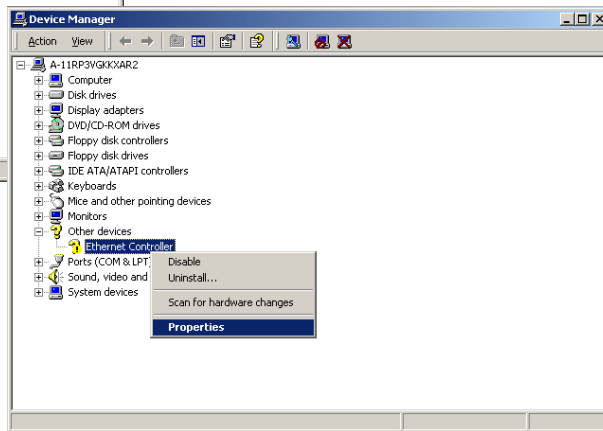 Device Manager
Action View
A-11RP3VGKKXAR2
Computer
Disk drives
Display adapters
DVD/CD-ROM drives
Floppy disk controllers
Floppy disk drives
IDE ATA/ATAPI controllers
Keyboards
Mice and other pointing devices
Monitors
Other devices
Ethernet Controller
Ports (COM & LPT)
Sound, video and
System devices
Disable
Uninstall...
Scan for hardware changes
Properties